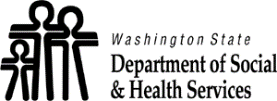 Washington State
Department of Social
& Health Services